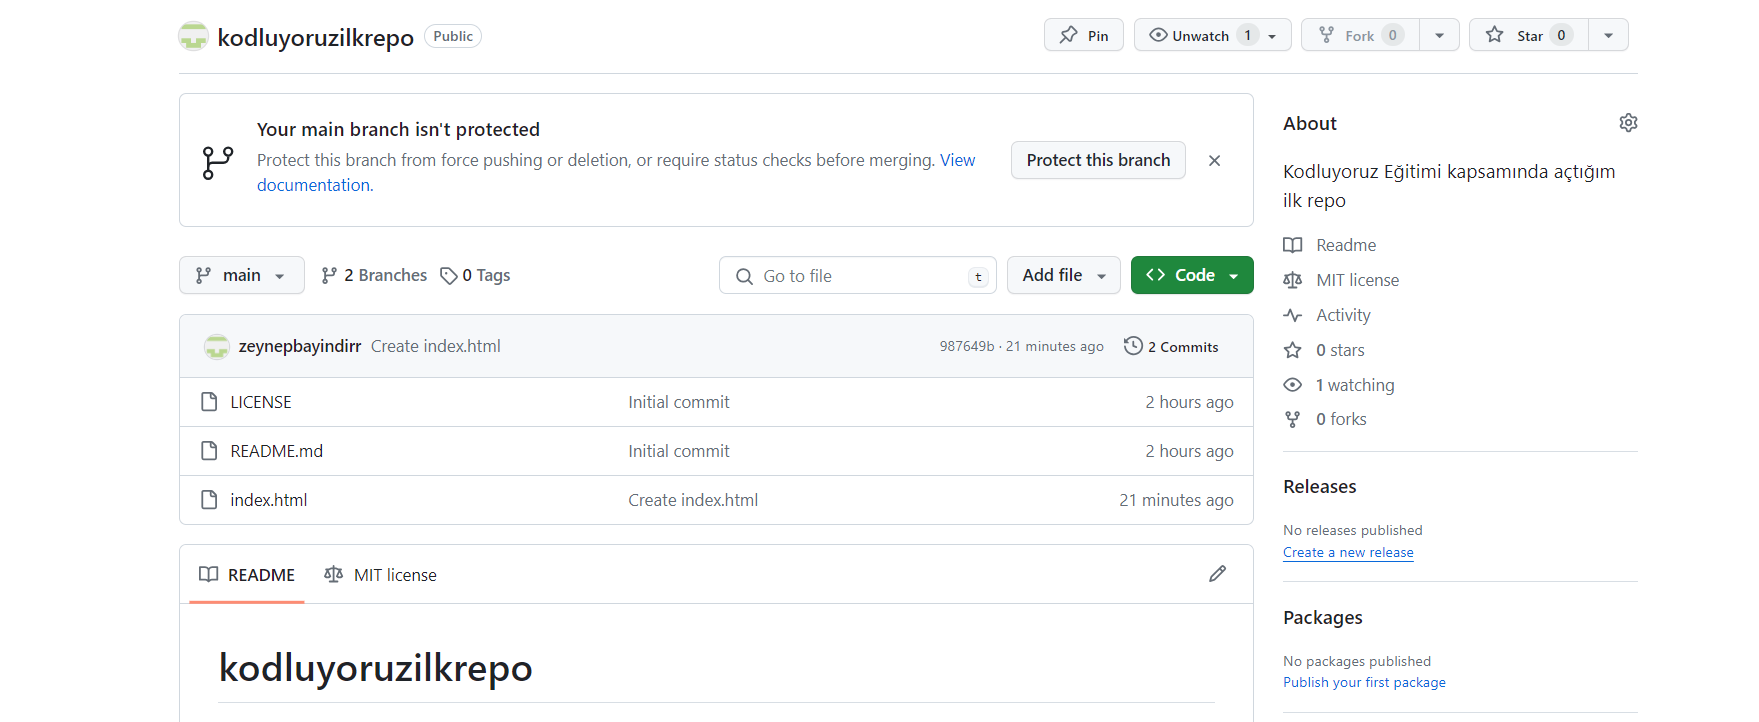 kodluyoruzilkrepo Public
Pin
Unwatch 1
Fork 0
Star 0
Your main branch isn't protected
Protect this branch from force pushing or deletion, or require status checks before merging. View
documentation.
Protect this branch
main
2 Branches
0 Tags
Go to file
t
Add file
Code
zeynepbayindirr Create index.html
987649b · 21 minutes ago
2 Commits
LICENSE Initial commit 2 hours ago
README.md Initial commit 2 hours ago
index.html Create index.html 21 minutes ago
README
MIT license
kodluyoruzilkrepo
About
Kodluyoruz Eğitimi kapsamında açtığım
ilk repo
Readme
MIT license
Activity
0 stars
1 watching
0 forks
Releases
No releases published
Create a new release
Packages
No packages published
Publish your first package